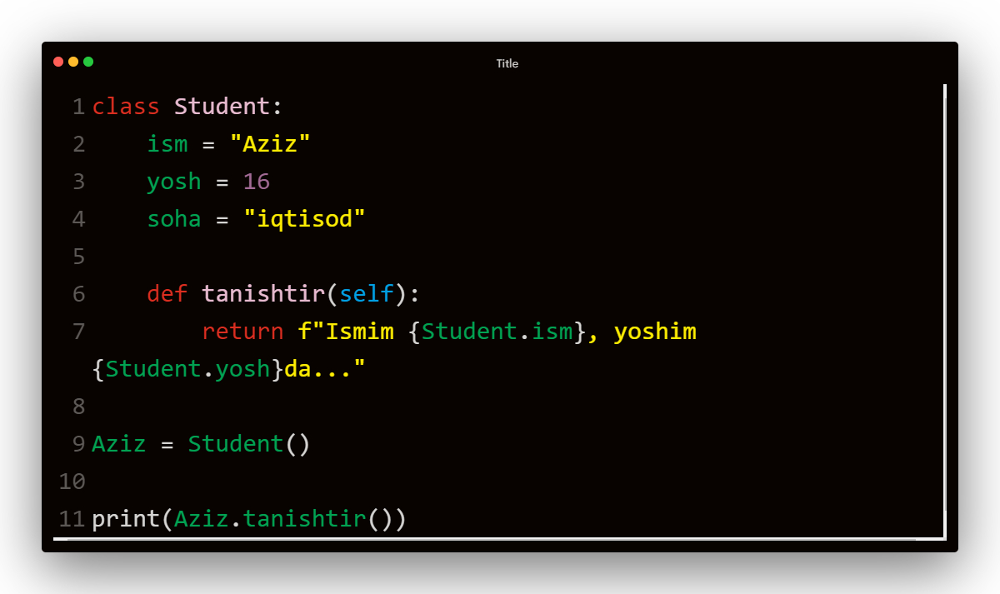 Title
1 class Student:
2     ism = "Aziz"
3     yosh = 16
4     soha = "iqtisod"
5
6     def tanishtir(self):
7         return f"Ismim {Student.ism}, yoshim
{Student.yosh}da..."
8
9 Aziz = Student()
10
11 print(Aziz.tanishtir())